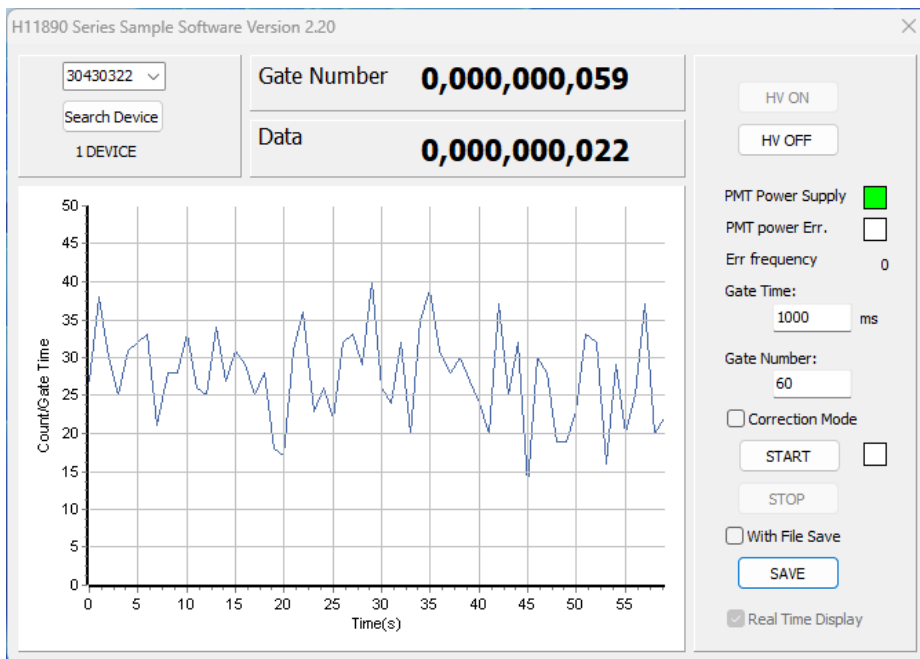 H11890 Series Sample Software Version 2.20
30430322
Search Device
1 DEVICE
Gate Number 0,000,000,059
Data 0,000,000,022
HV ON
HV OFF
PMT Power Supply
PMT power Err.
Err frequency 0
Gate Time:
1000 ms
Gate Number:
60
Correction Mode
START
STOP
With File Save
SAVE
Real Time Display
Count/Gate Time
50
45
40
35
30
25
20
15
10
5
0
0 5 10 15 20 25 30 35 40 45 50 55
Time(s)